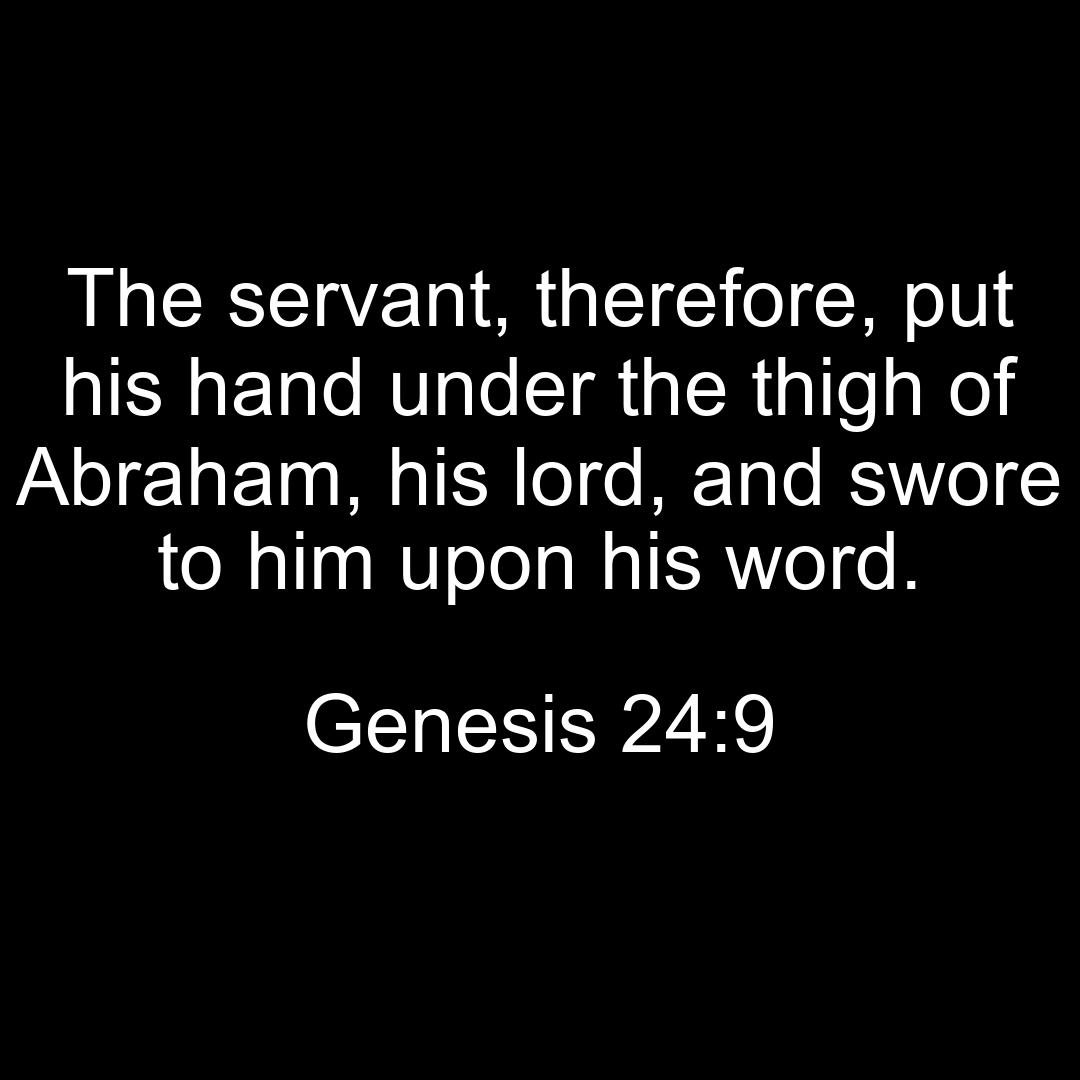 The servant, therefore, put
his hand under the thigh of
Abraham, his lord, and swore
to him upon his word.
Genesis 24:9